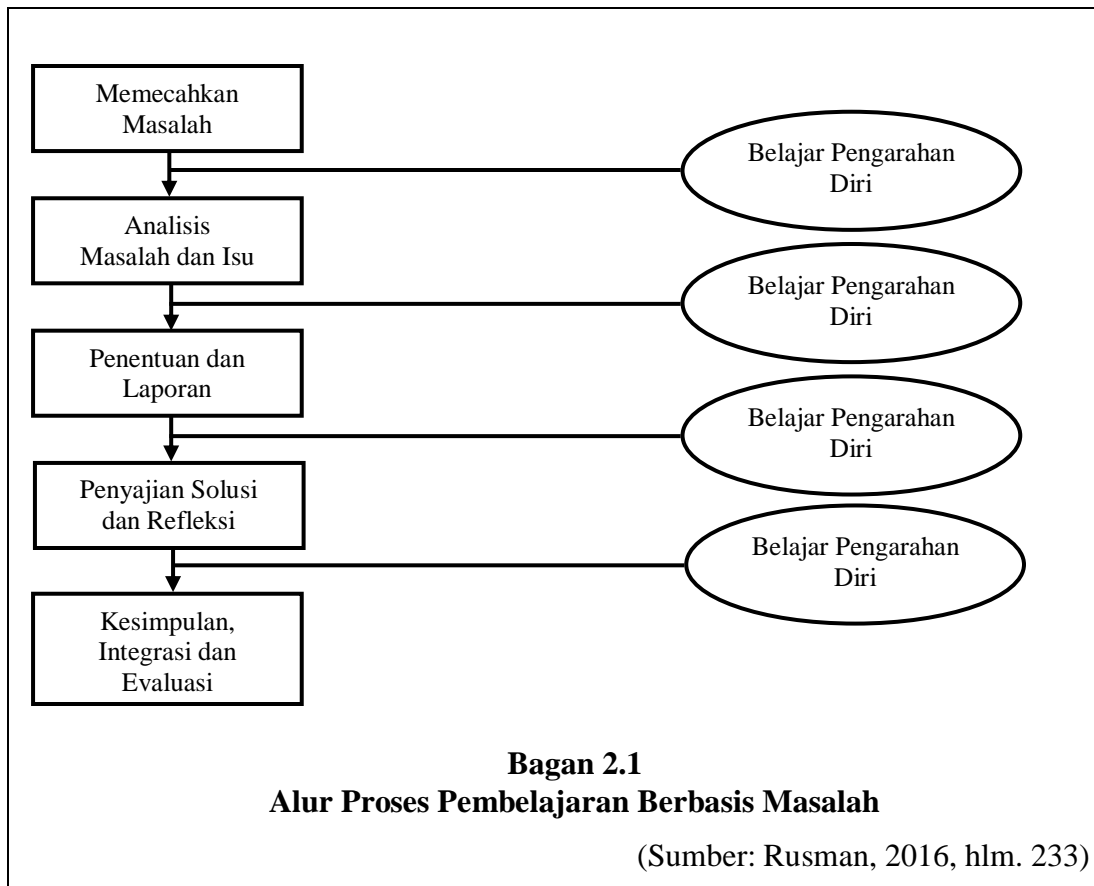 Memecahkan
Masalah
Belajar Pengarahan
Diri
Analisis
Masalah dan Isu
Belajar Pengarahan
Diri
Penentuan dan
Laporan
Belajar Pengarahan
Diri
Penyajian Solusi
dan Refleksi
Belajar Pengarahan
Diri
Kesimpulan,
Integrasi dan
Evaluasi
Bagan 2.1
Alur Proses Pembelajaran Berbasis Masalah
(Sumber: Rusman, 2016, hlm. 233)